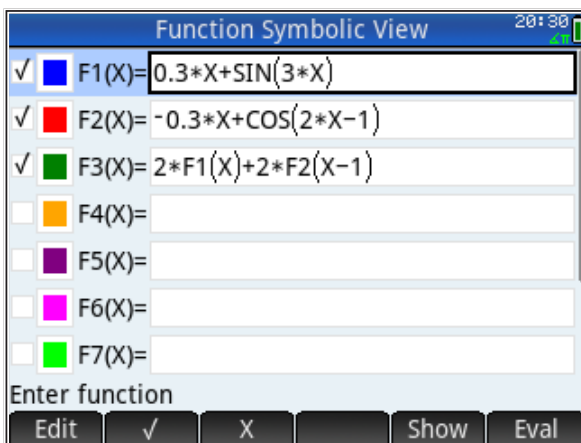 Function Symbolic View 20:30
∡π
√ F1(X)= 0.3*X+SIN(3*X)
√ F2(X)= -0.3*X+COS(2*X-1)
√ F3(X)= 2*F1(X)+2*F2(X-1)
F4(X)=
F5(X)=
F6(X)=
F7(X)=
Enter function
Edit √ X Show Eval